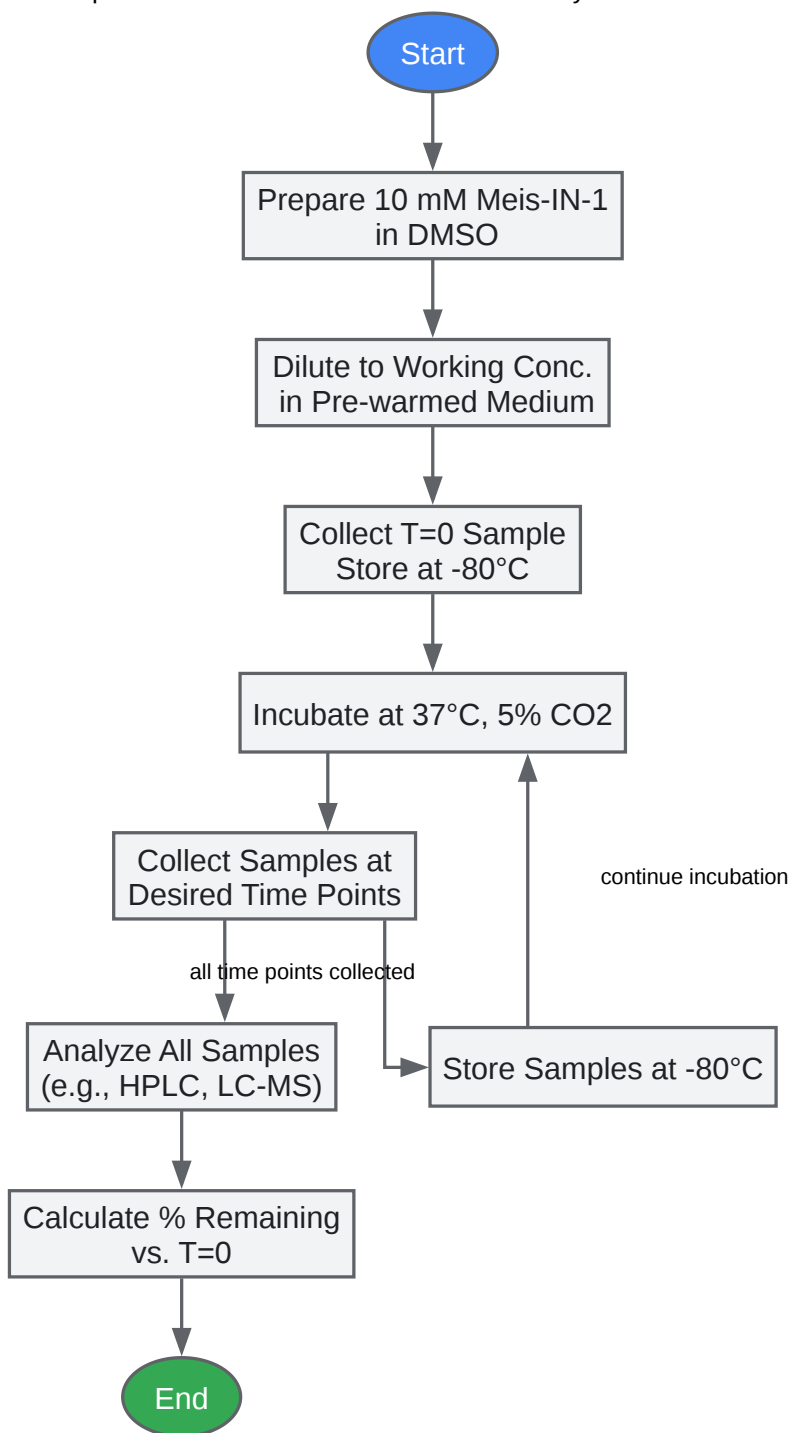 Start
Prepare 10 mM Meis-IN-1
in DMSO
Dilute to Working Conc.
in Pre-warmed Medium
Collect T=0 Sample
Store at -80°C
Incubate at 37°C, 5% CO2
Collect Samples at
Desired Time Points
continue incubation
all time points collected
Analyze All Samples
(e.g., HPLC, LC-MS)
Store Samples at -80°C
Calculate % Remaining
vs. T=0
End